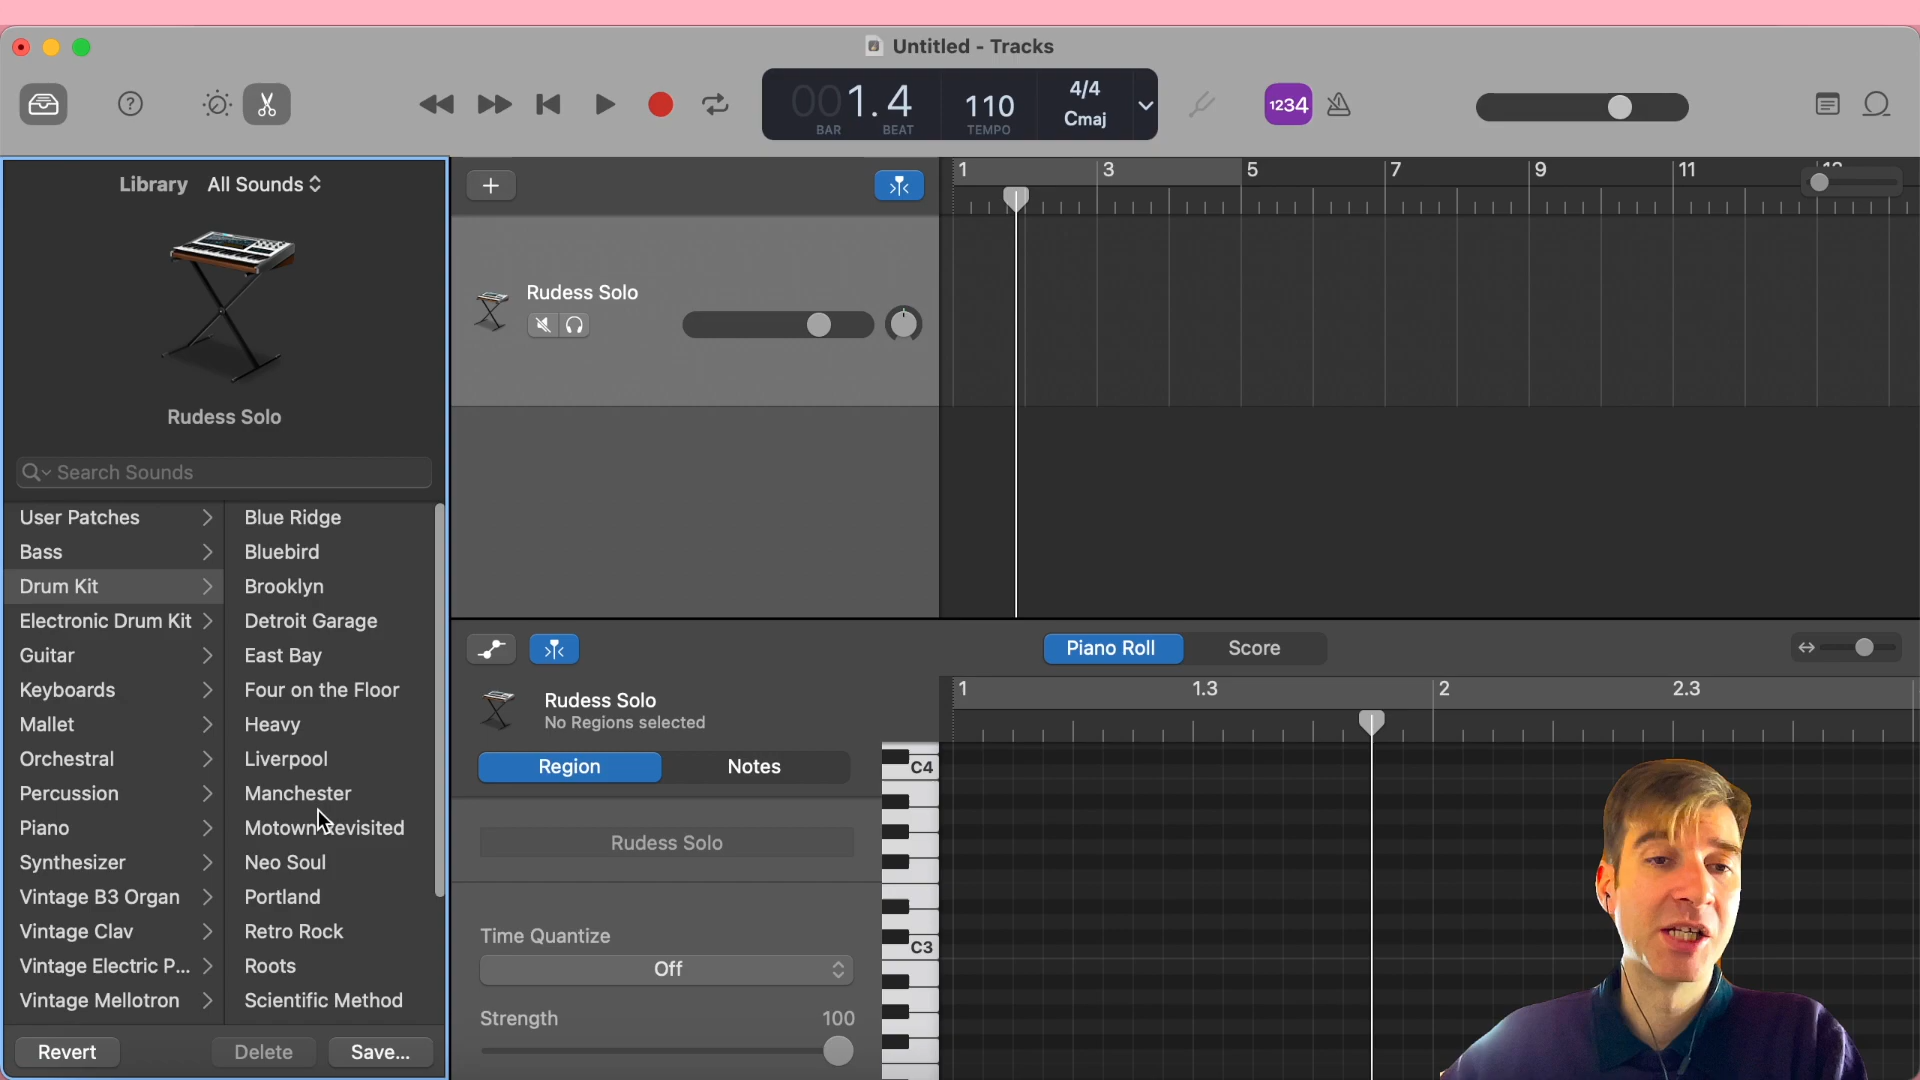 Untitled - Tracks
001.4
BAR
BEAT
110
TEMPO
4/4
Cmaj
1234
Library
All Sounds
Rudess Solo
Search Sounds
User Patches
Bass
Drum Kit
Electronic Drum Kit
Guitar
Keyboards
Mallet
Orchestral
Percussion
Piano
Synthesizer
Vintage B3 Organ
Vintage Clav
Vintage Electric P...
Vintage Mellotron
Blue Ridge
Bluebird
Brooklyn
Detroit Garage
East Bay
Four on the Floor
Heavy
Liverpool
Manchester
Motown Revisited
Neo Soul
Portland
Retro Rock
Roots
Scientific Method
Revert
Delete
Save...
Rudess Solo
1
3
5
7
9
11
Piano Roll
Score
Rudess Solo
No Regions selected
Region
Notes
Rudess Solo
Time Quantize
Off
Strength
100
1
1.3
2
2.3
C4
C3